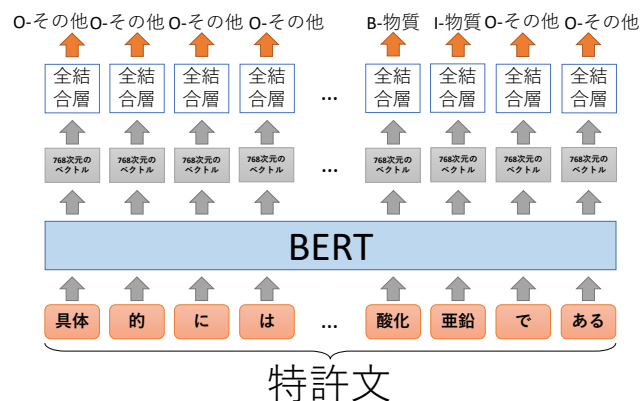 O-その他 O-その他 O-その他 O-その他 B-物質 I-物質 O-その他 O-その他
全結 全結 全結 全結 全結 全結 全結 全結
合層 合層 合層 合層 ... 合層 合層 合層 合層
768次元の 768次元の 768次元の 768次元の 768次元の 768次元の 768次元の 768次元の
ベクトル ベクトル ベクトル ベクトル ... ベクトル ベクトル ベクトル ベクトル
BERT
具体 的 に は ... 酸化 亜鉛 で ある
特許文